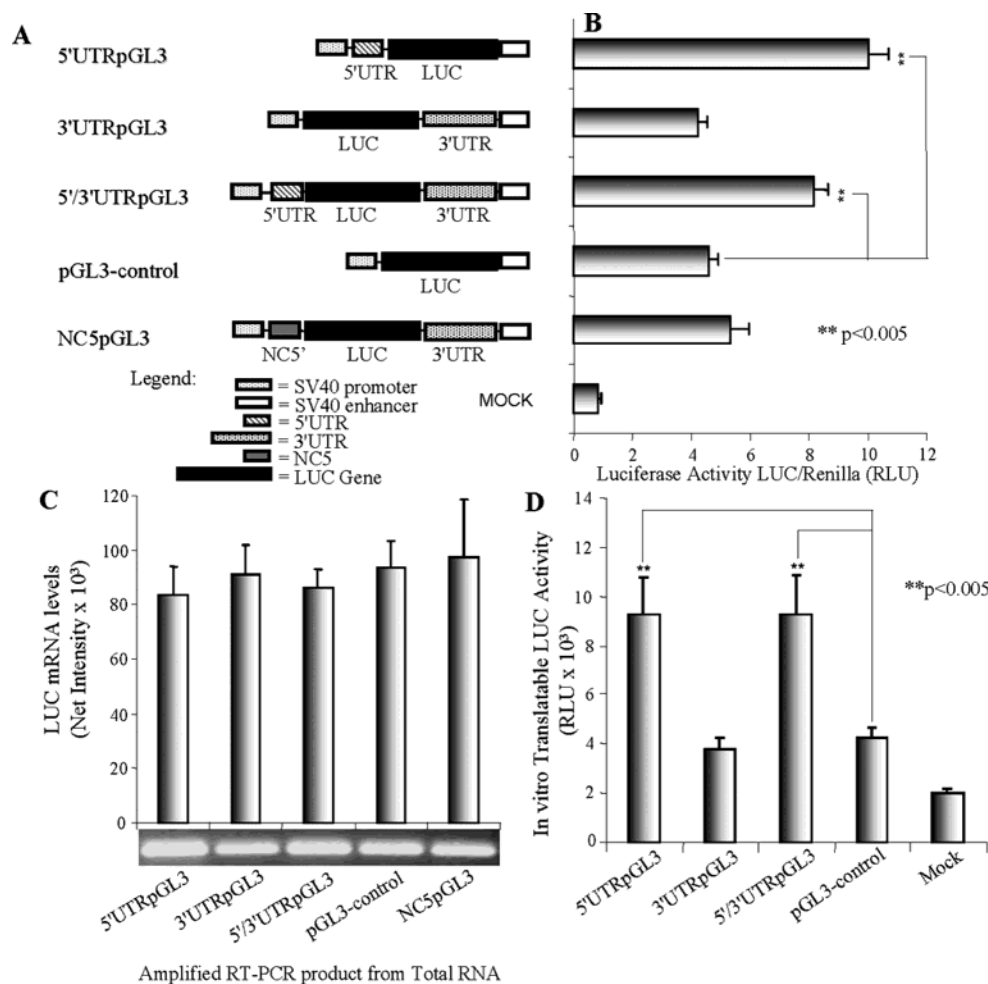 A
5'UTRpGL3
5'UTR LUC
3'UTRpGL3
LUC 3'UTR
5'/3'UTRpGL3
5'UTR LUC 3'UTR
pGL3-control
LUC
NC5pGL3
NC5' LUC 3'UTR
Legend:
= SV40 promoter
= SV40 enhancer
= 5'UTR
= 3'UTR
= NC5
= LUC Gene
B
**
**
** p<0.005
MOCK
0 2 4 6 8 10 12
Luciferase Activity LUC/Renilla (RLU)
C
LUC mRNA levels
(Net Intensity x 10³)
120
100
80
60
40
20
0
5'UTRpGL3
3'UTRpGL3
5'/3'UTRpGL3
pGL3-control
NC5pGL3
Amplified RT-PCR product from Total RNA
D
In vitro Translatable LUC Activity
(RLU x 10³)
14
12
10
8
6
4
2
0
**
**
**p<0.005
5'UTRpGL3
3'UTRpGL3
5'/3'UTRpGL3
pGL3-control
Mock